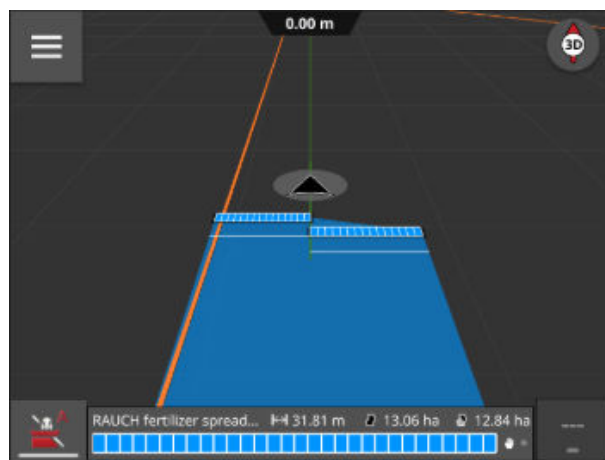 0.00 m
3D
A
RAUCH fertilizer spread... 31.81 m 13.06 ha 12.84 ha
---